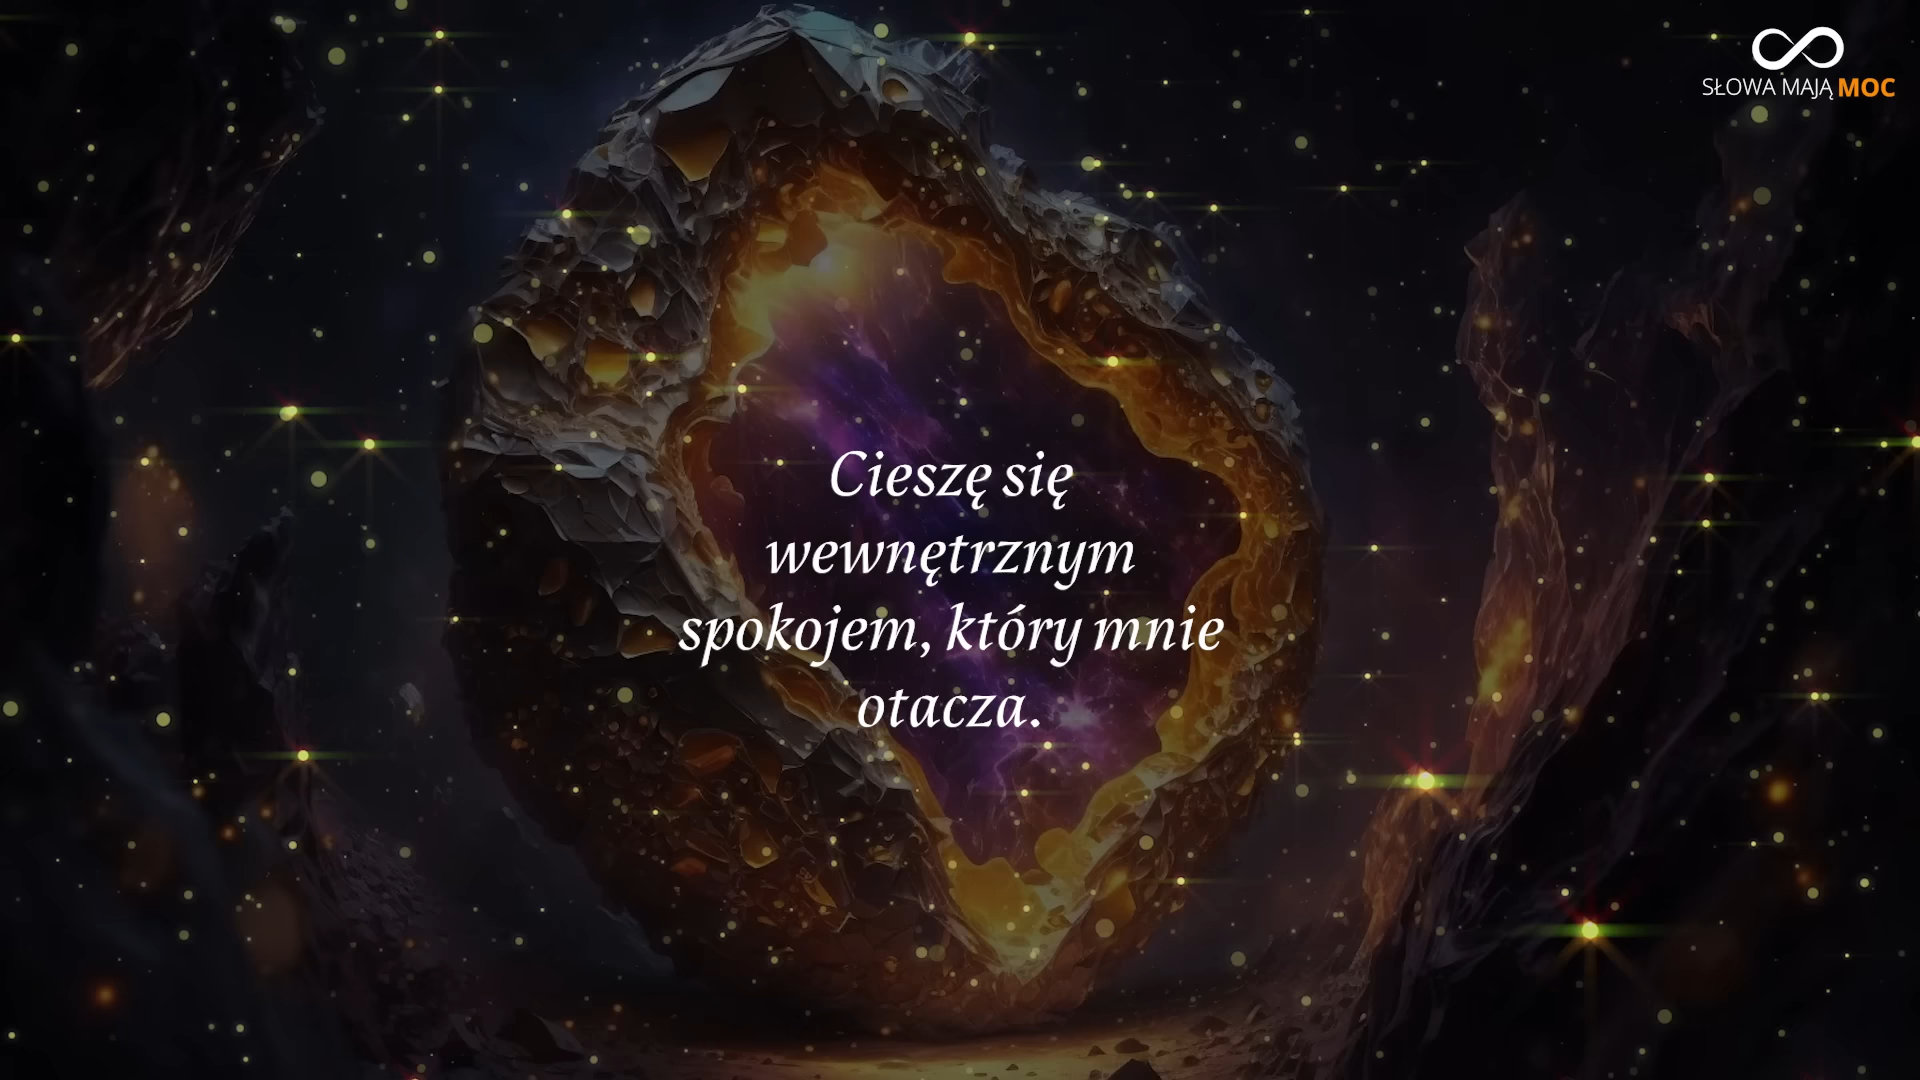 SŁOWA MAJĄ MOC
Cieszę się
wewnętrznym
spokojem, który mnie
otacza.